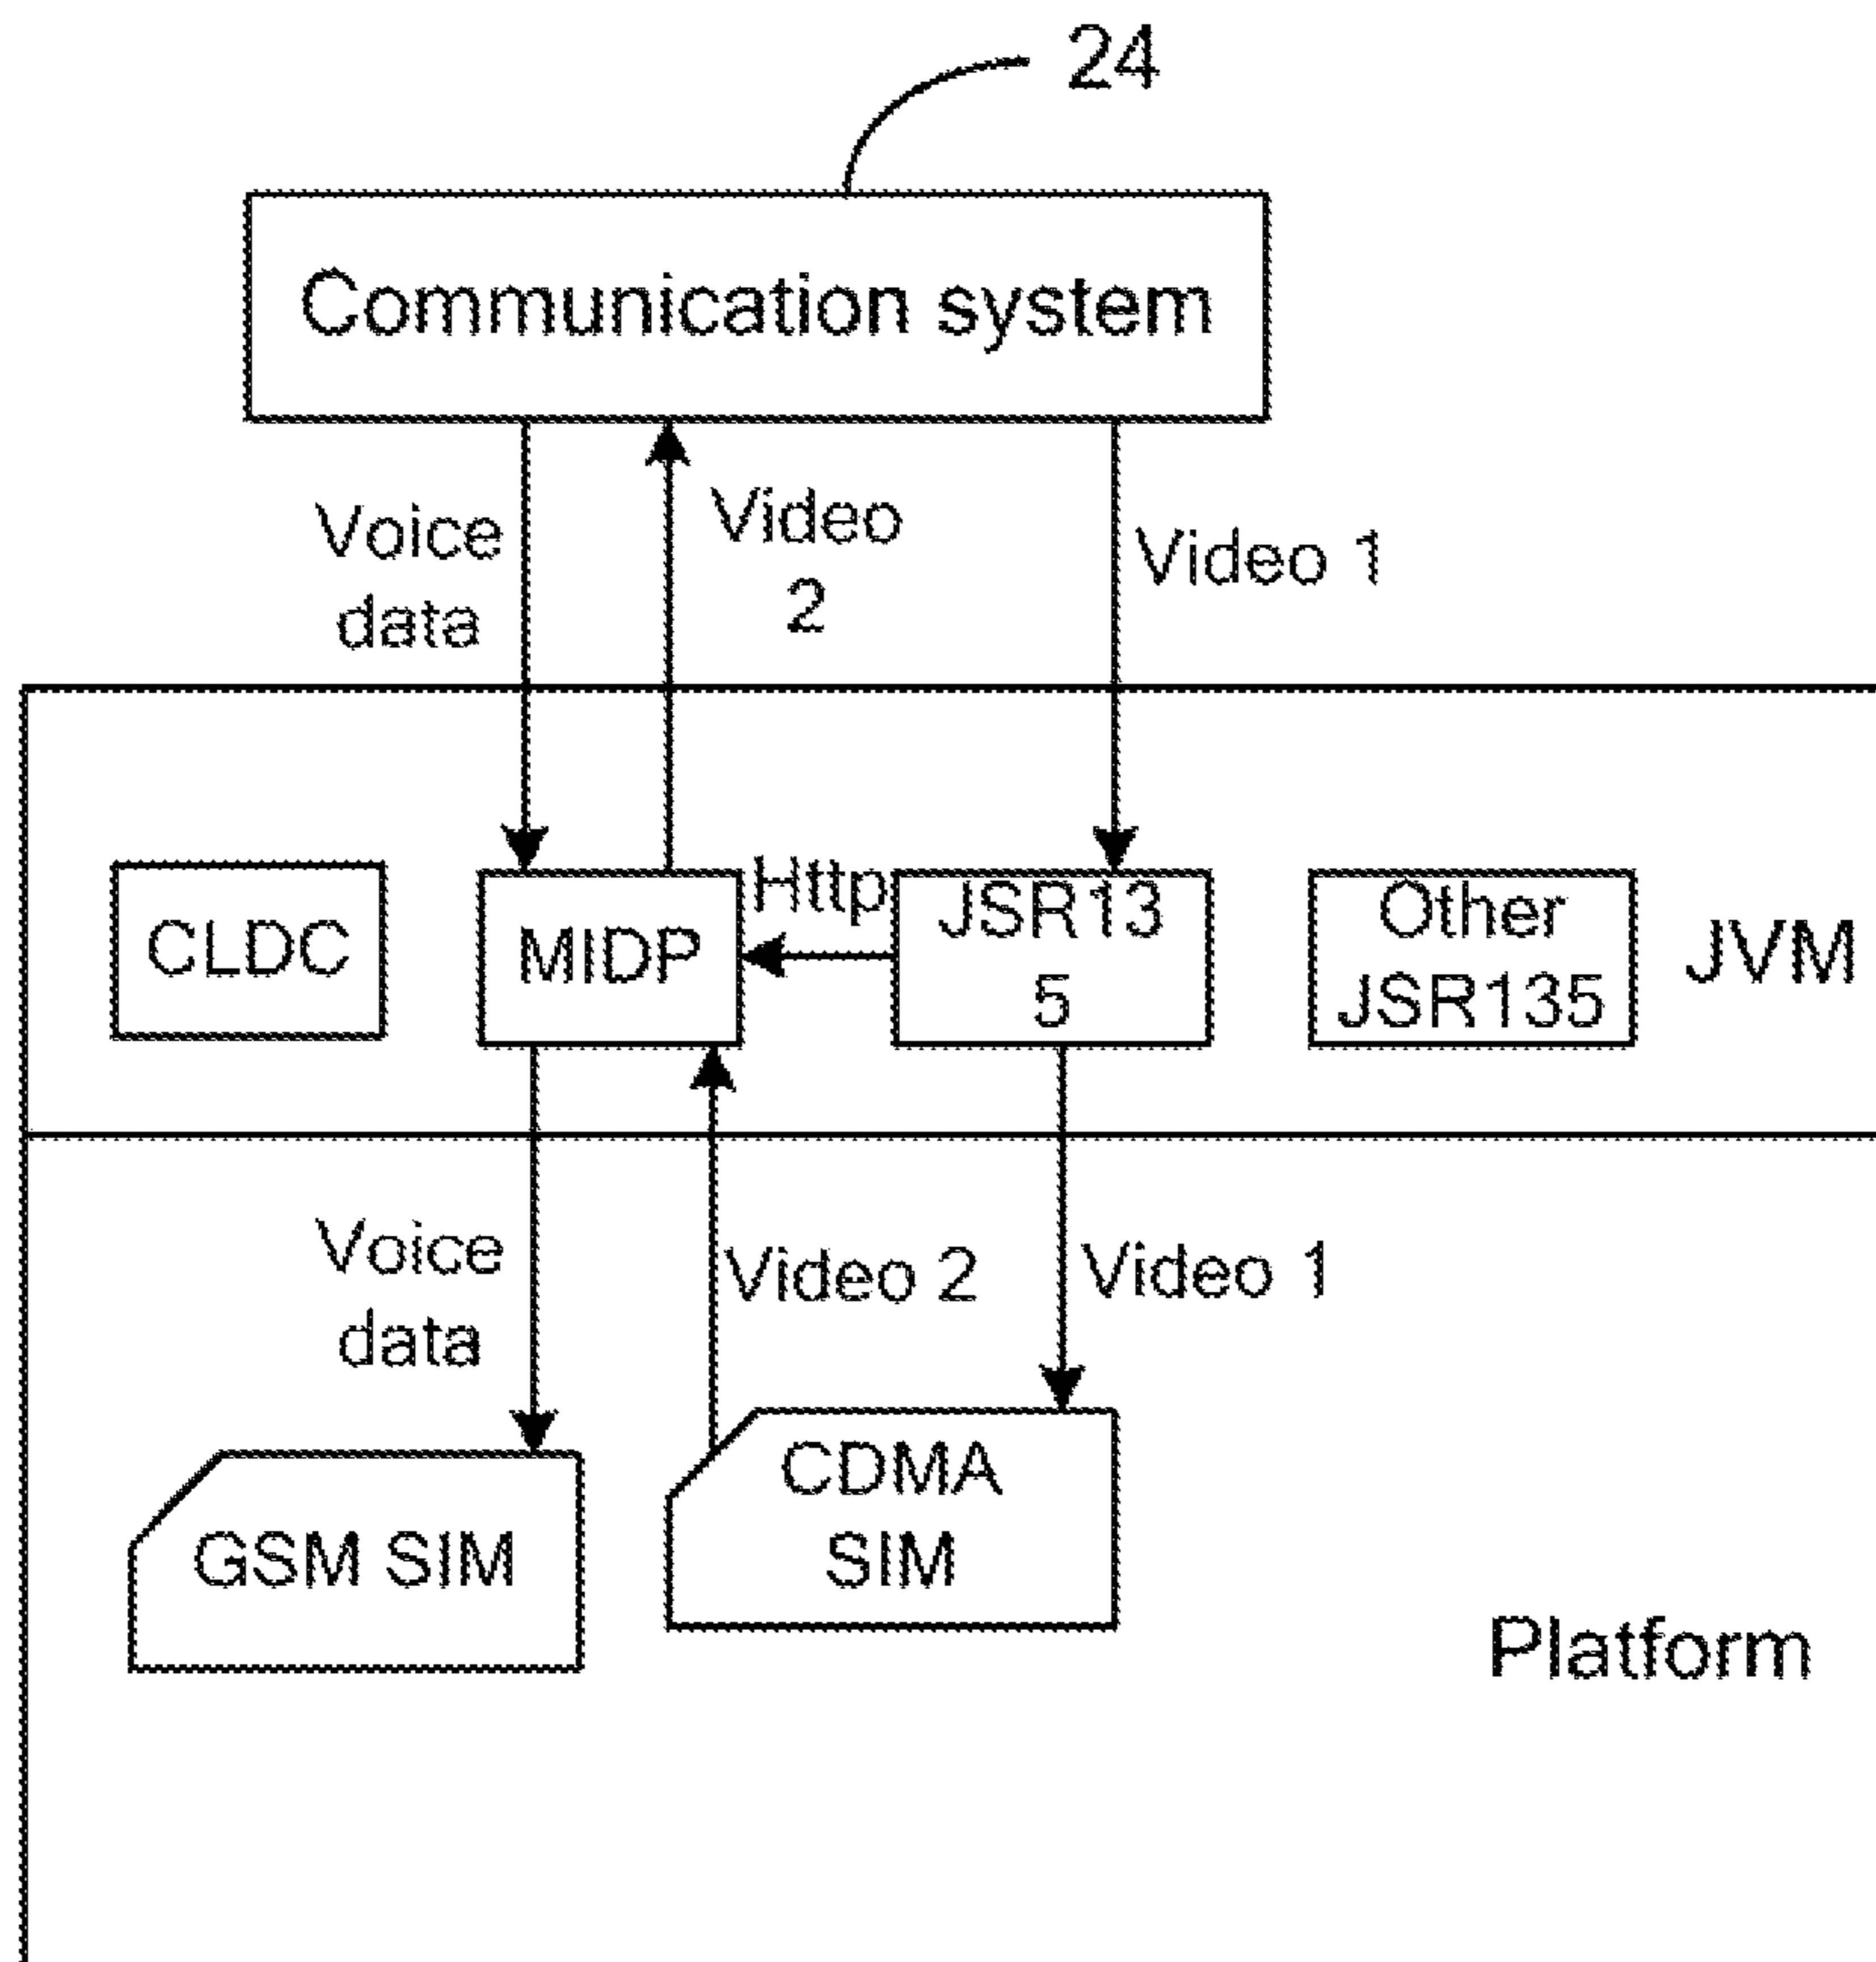 24
Communication system
Voice
data
Video
2
Video 1
CLDC
MIDP
Http
JSR13
5
Other
JSR135
JVM
Voice
data
Video 2
Video 1
GSM SIM
CDMA
SIM
Platform